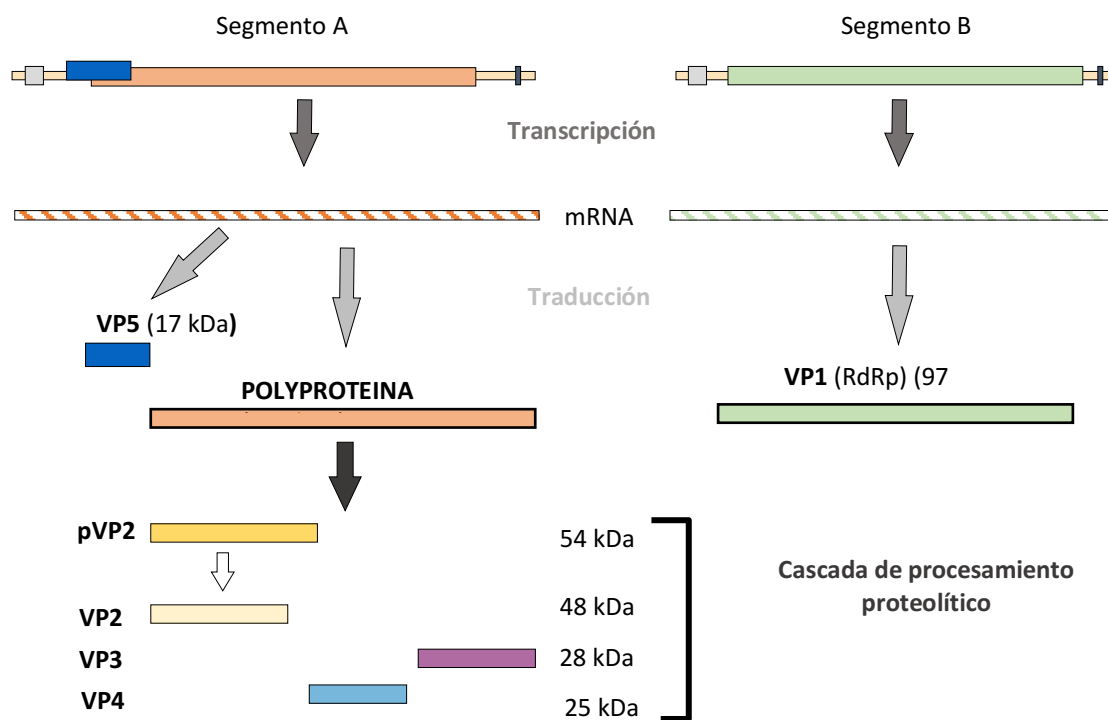 Segmento A
Segmento B
Transcripción
mRNA
Traducción
VP5 (17 kDa)
POLYPROTEINA
VP1 (RdRp) (97
pVP2
54 kDa
Cascada de procesamiento
proteolítico
VP2
48 kDa
VP3
28 kDa
VP4
25 kDa